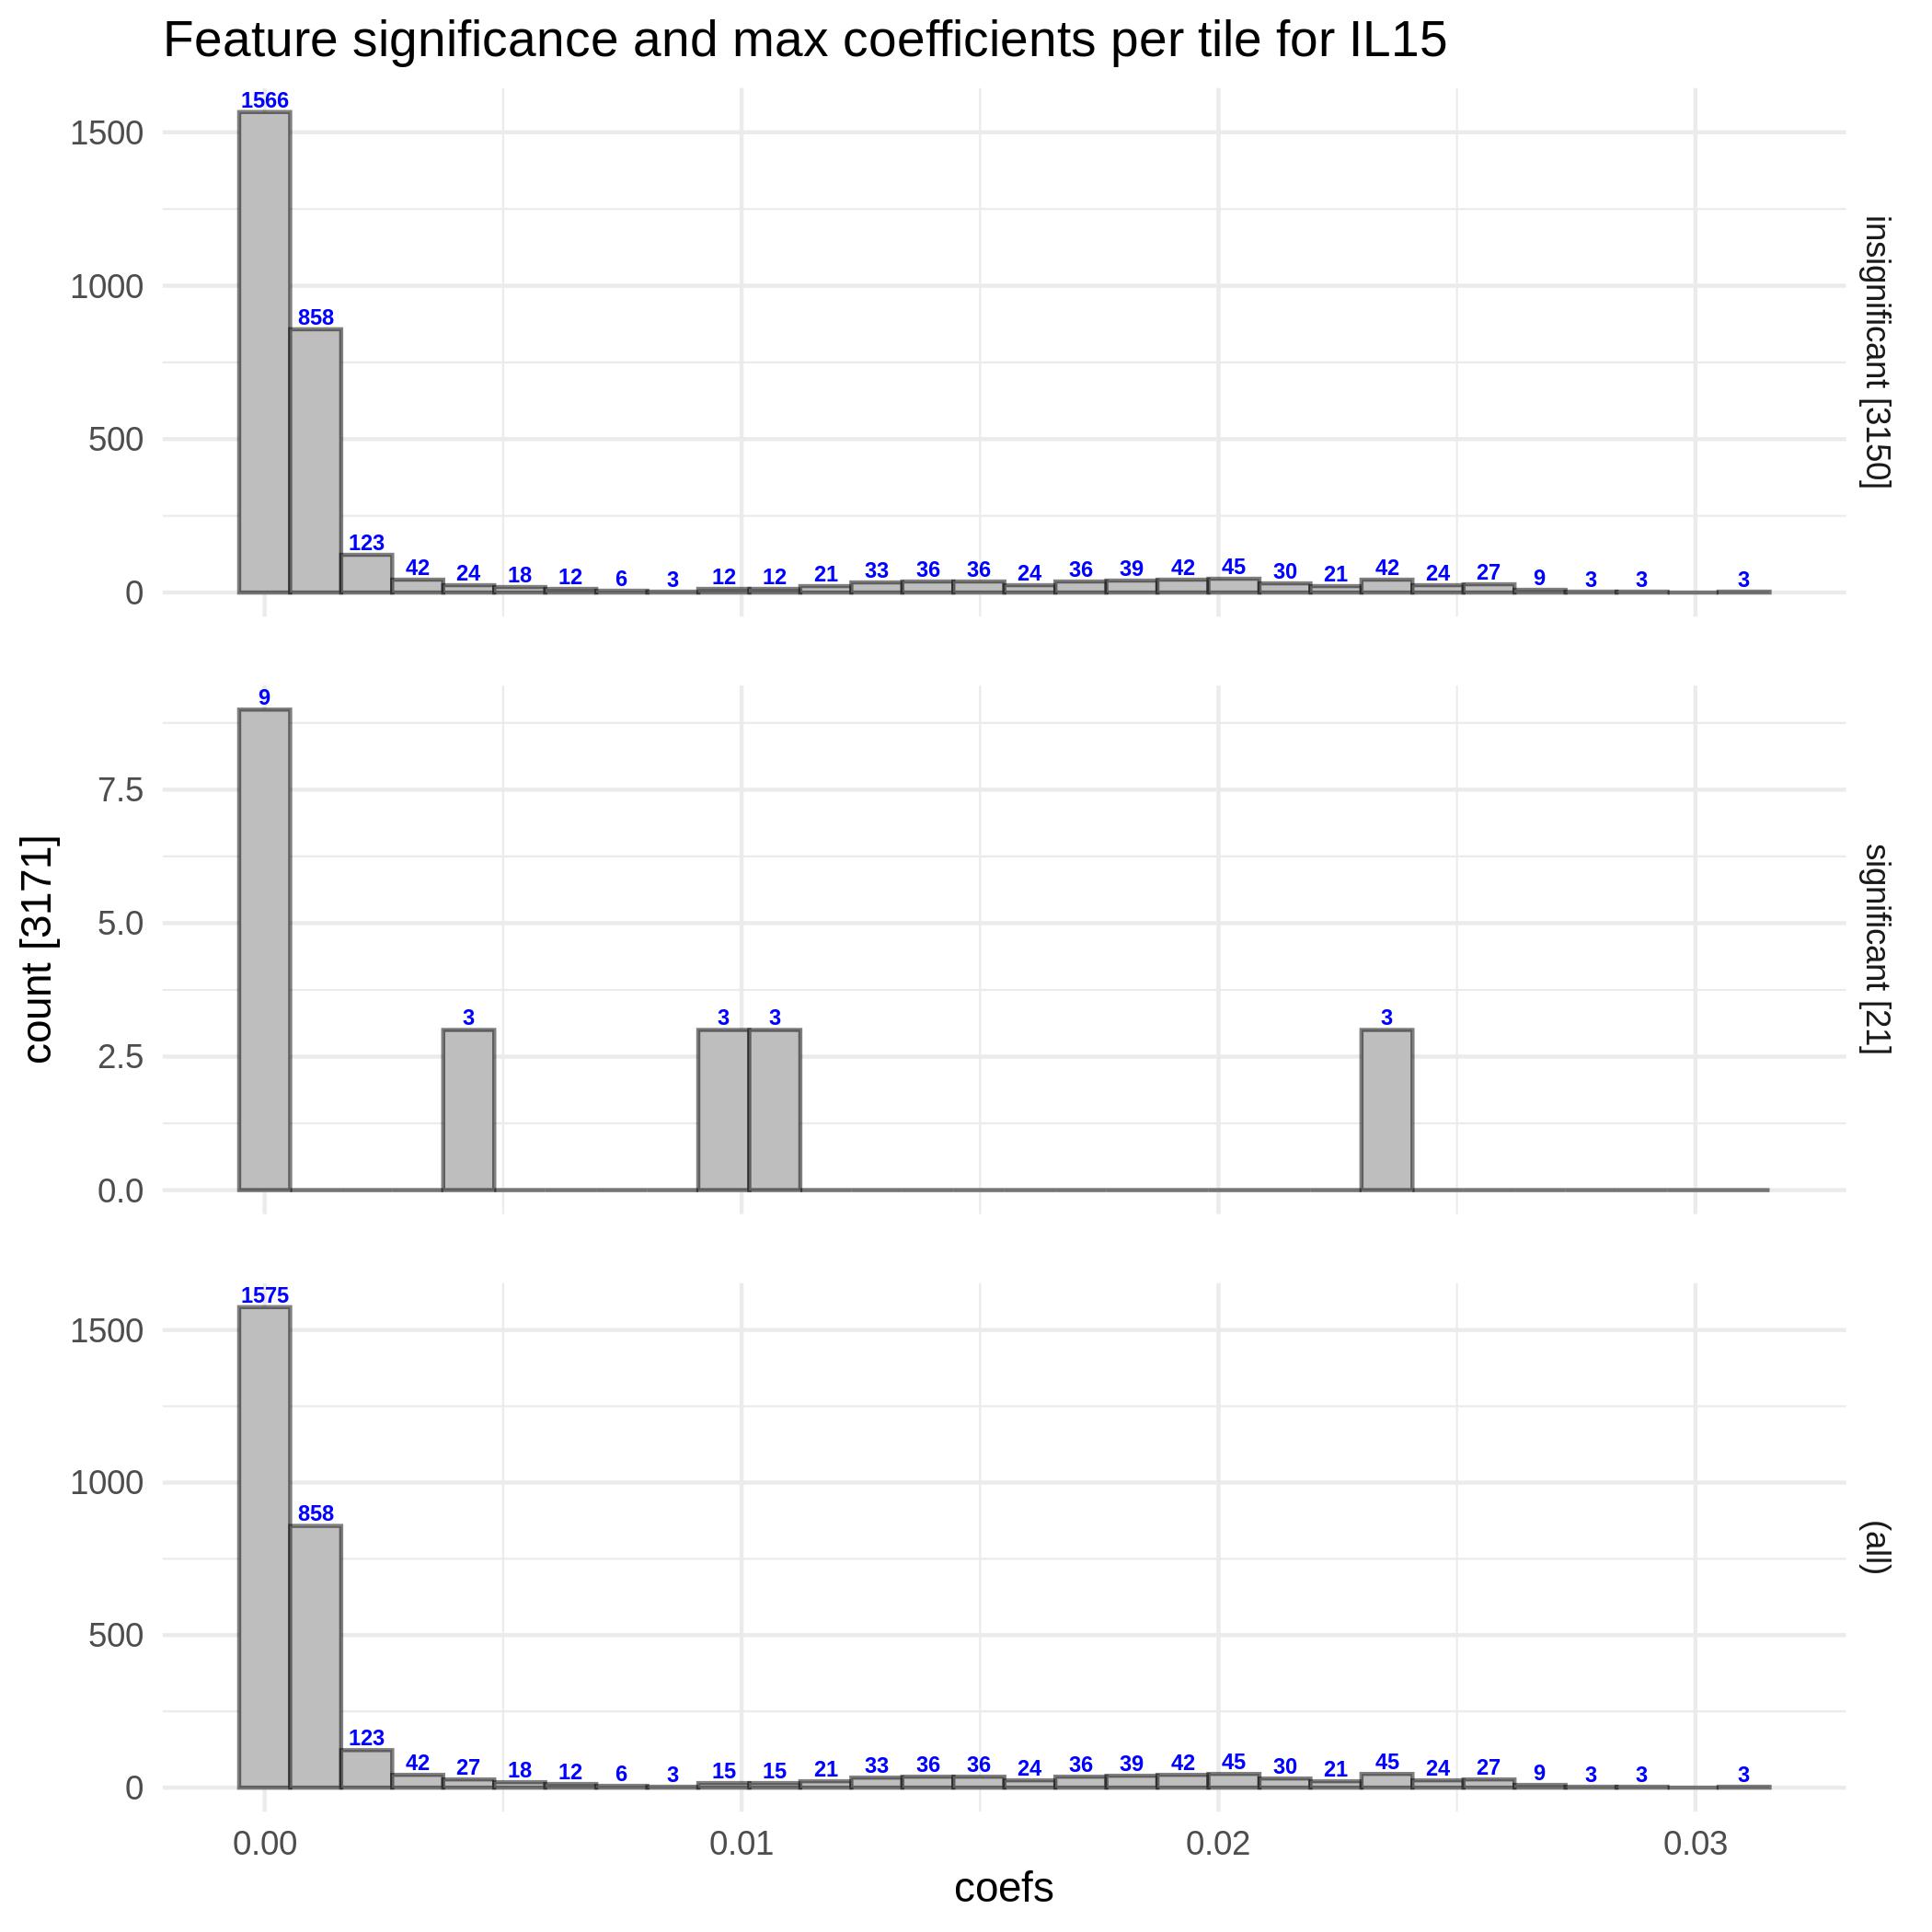 Feature significance and max coefficients per tile for IL15
1566
1500
1000
858
500
123 42 24 18 12 6 3 12 12 21 33 36 36 24 36 39 42 45 30 21 42 24 27 9 3 3 3
0
insignificant [3150]
9
7.5
5.0
3 3 3 3
2.5
0.0
significant [21]
count [3171]
1575
1500
1000
858
500
123 42 27 18 12 6 3 15 15 21 33 36 36 24 36 39 42 45 30 21 45 24 27 9 3 3 3
0
(all)
0.00 0.01 0.02 0.03
coefs